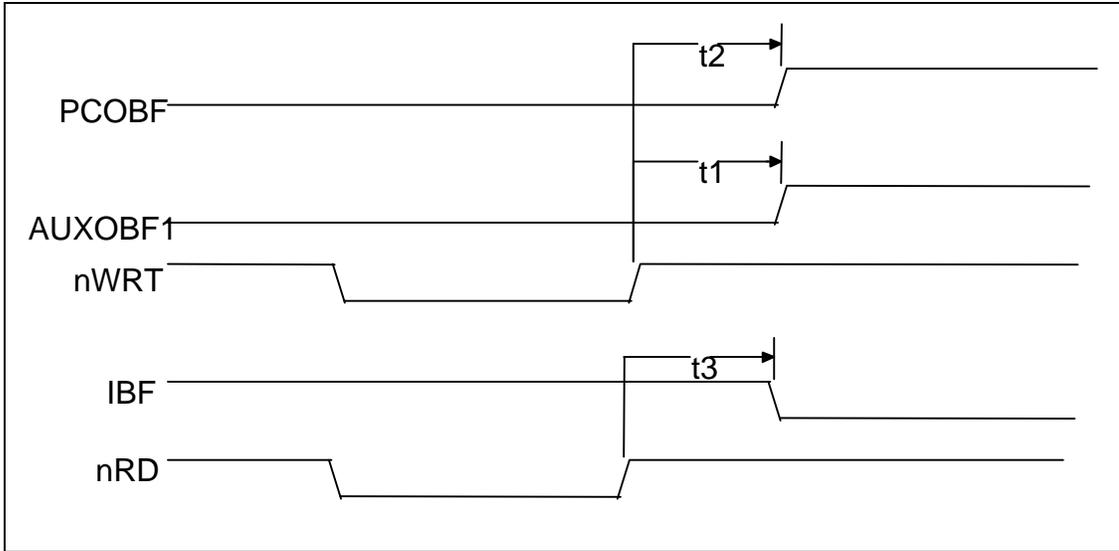 t2
PCOBF
t1
AUXOBF1
nWRT
t3
IBF
nRD